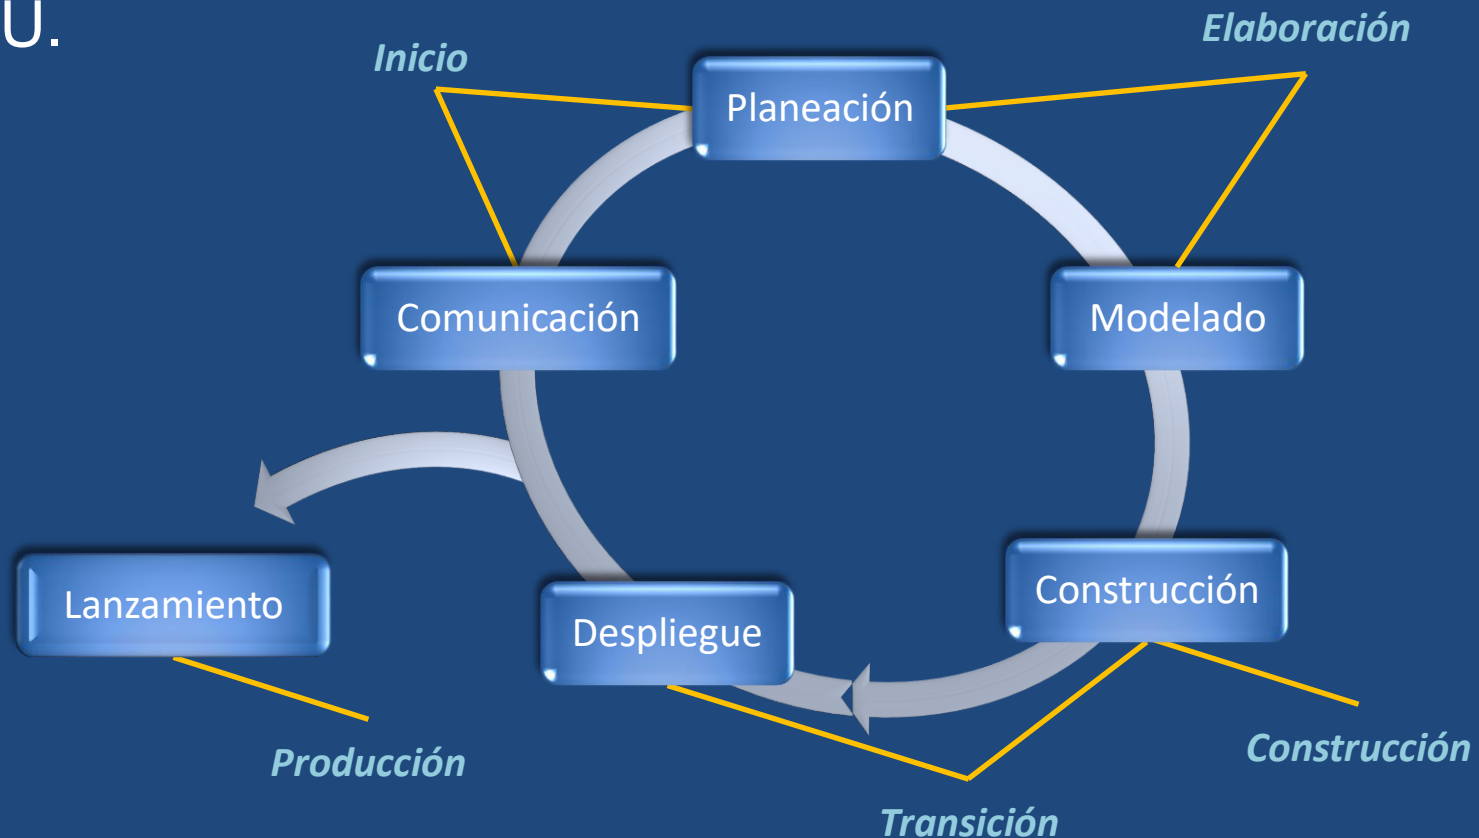 U.
Inicio
Elaboración
Planeación
Comunicación
Modelado
Construcción
Lanzamiento
Despliegue
Producción
Construcción
Transición